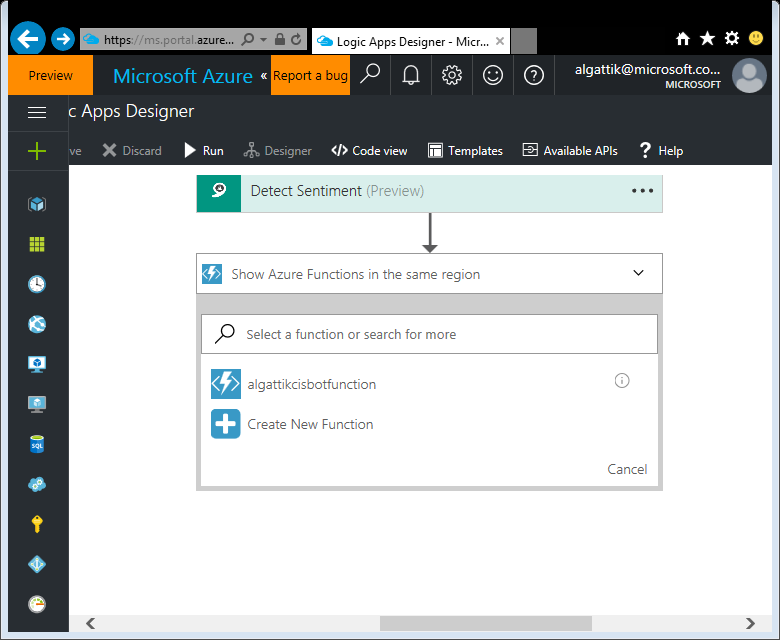 https://ms.portal.azure...
Logic Apps Designer - Micr...
Preview
Microsoft Azure «
Report a bug
algattik@microsoft.co...
MICROSOFT
c Apps Designer
ve
Discard
Run
Designer
Code view
Templates
Available APIs
Help
Detect Sentiment (Preview)
Show Azure Functions in the same region
Select a function or search for more
algattikcisbotfunction
Create New Function
Cancel
SQL